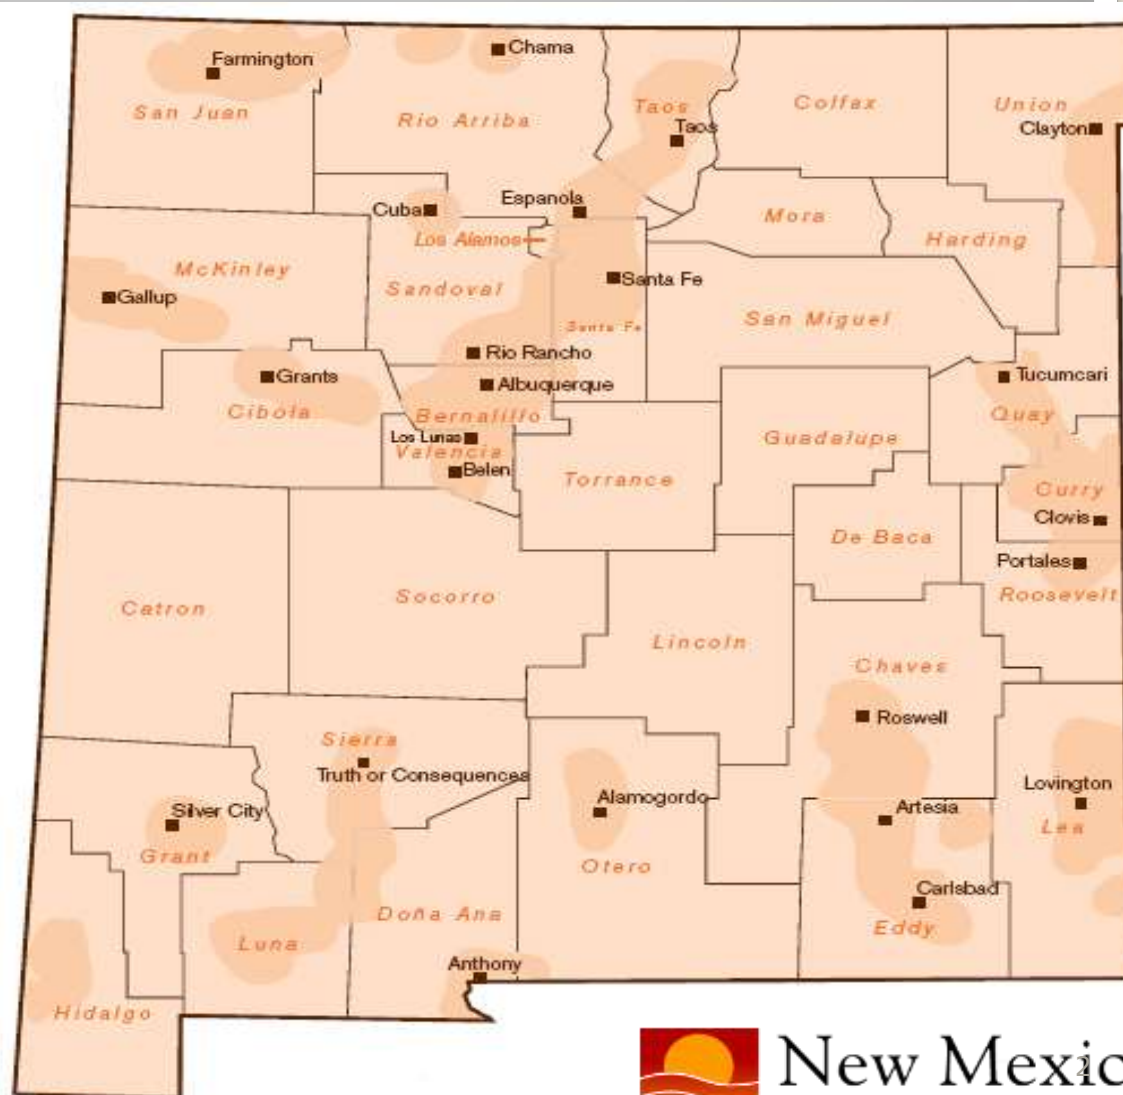 Farmington
Chama
San Juan
Rio Arriba
Taos
Taos
Colfax
Union
Clayton
Cuba
Espanola
Los Alamos
Mora
Harding
McKinley
Gallup
Sandoval
Santa Fe
Santa Fe
San Miguel
Rio Rancho
Grants
Albuquerque
Tucumcari
Cibola
Bernalillo
Quay
Los Lunas
Valencia
Belen
Guadalupe
Torrance
Curry
Clovis
De Baca
Portales
Roosevelt
Catron
Socorro
Lincoln
Chaves
Roswell
Sierra
Truth or Consequences
Lovington
Silver City
Alamogordo
Artesia
Lea
Grant
Otero
Carlsbad
Doña Ana
Eddy
Luna
Anthony
Hidalgo
New Mexic
2